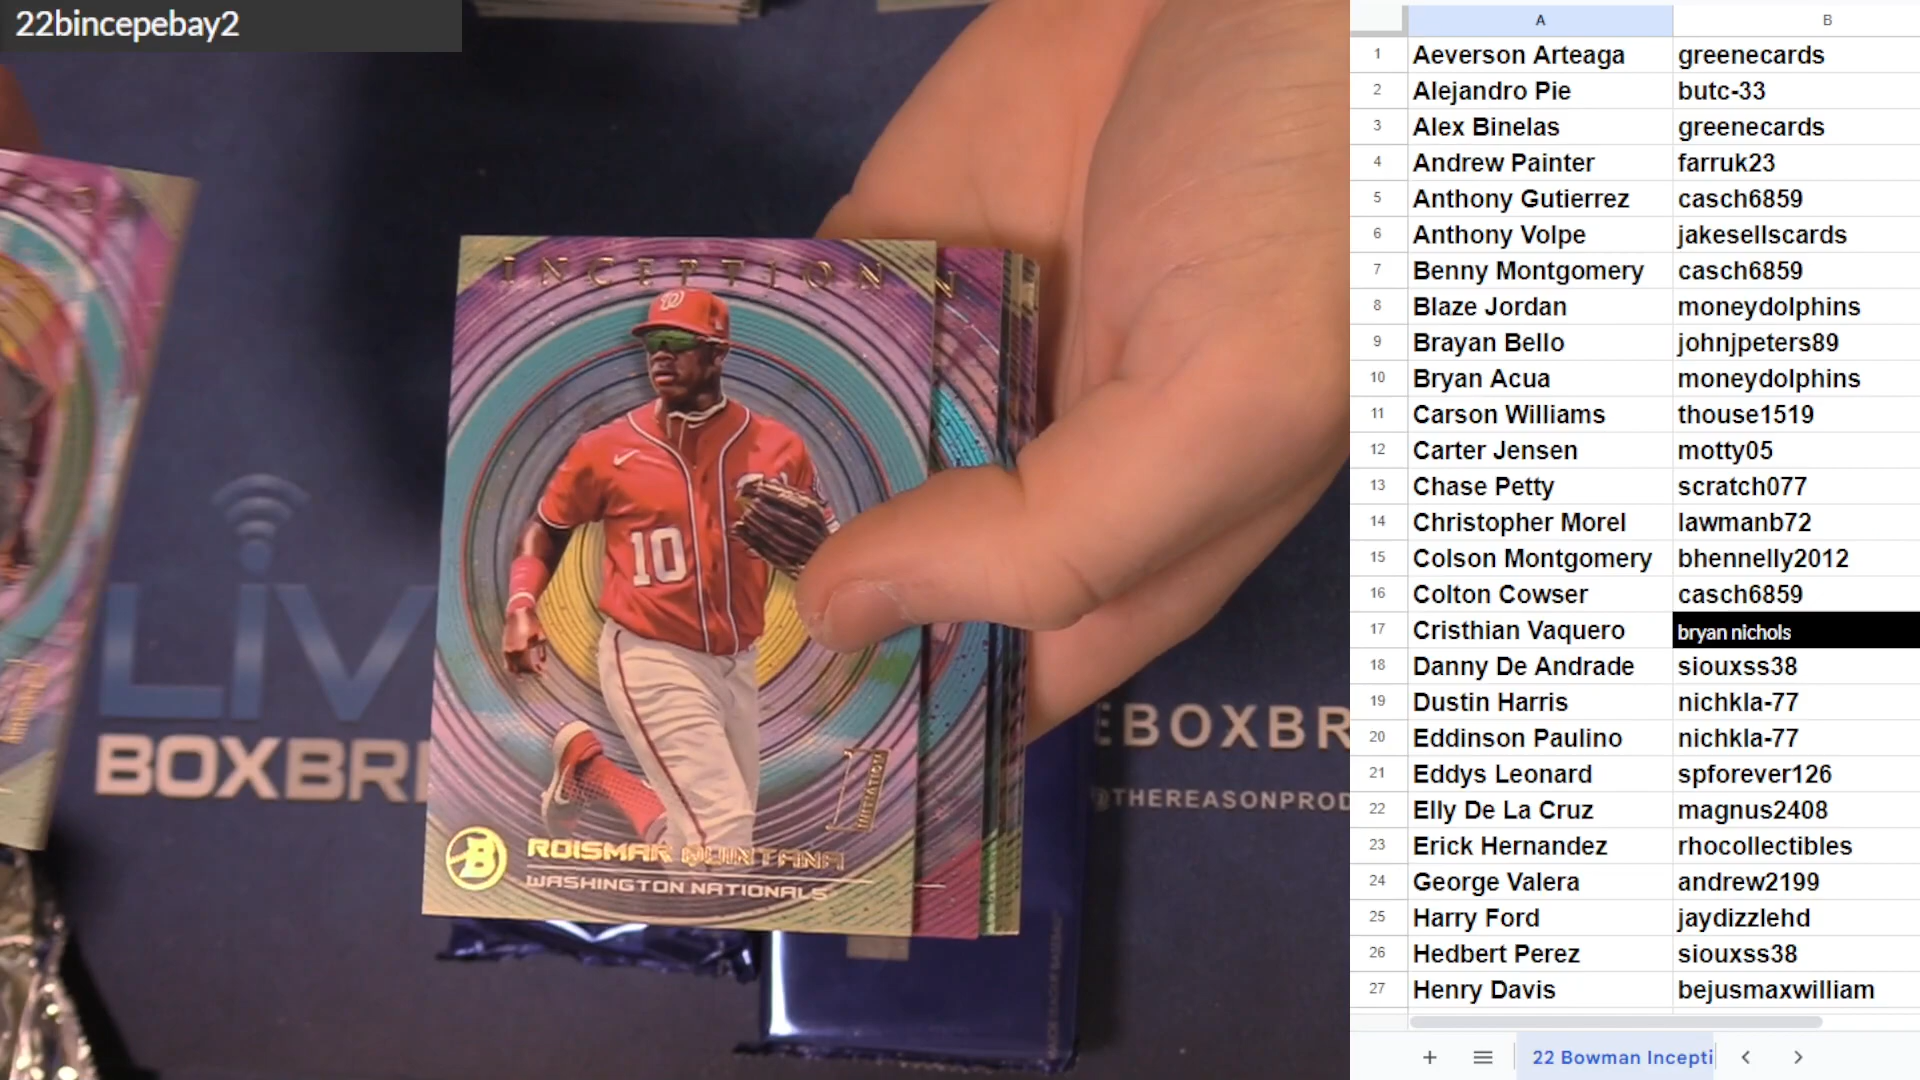 22bincepebay2
INCEPTION
N
10
INITIATION
B
ROISMAR QUINTANA
WASHINGTON NATIONALS
LiV
BOXBR
EBOXBR
THEREASONPROD
A B
1 Aeverson Arteaga greenecards
2 Alejandro Pie butc-33
3 Alex Binelas greenecards
4 Andrew Painter farruk23
5 Anthony Gutierrez casch6859
6 Anthony Volpe jakesellscards
7 Benny Montgomery casch6859
8 Blaze Jordan moneydolphins
9 Brayan Bello johnjpeters89
10 Bryan Acua moneydolphins
11 Carson Williams thouse1519
12 Carter Jensen motty05
13 Chase Petty scratch077
14 Christopher Morel lawmanb72
15 Colson Montgomery bhennelly2012
16 Colton Cowser casch6859
17 Cristhian Vaquero bryan nichols
18 Danny De Andrade siouxss38
19 Dustin Harris nichkla-77
20 Eddinson Paulino nichkla-77
21 Eddys Leonard spforever126
22 Elly De La Cruz magnus2408
23 Erick Hernandez rhocollectibles
24 George Valera andrew2199
25 Harry Ford jaydizzlehd
26 Hedbert Perez siouxss38
27 Henry Davis bejusmaxwilliam
22 Bowman Incepti